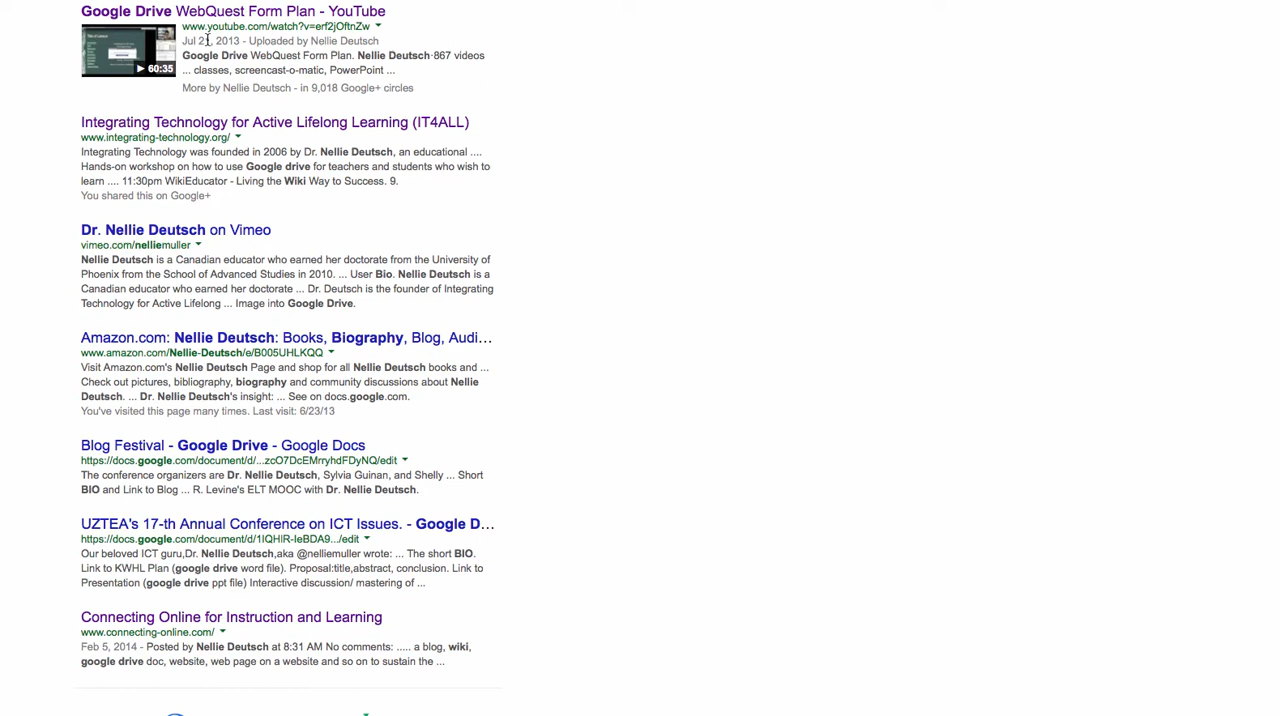 Google Drive WebQuest Form Plan - YouTube
www.youtube.com/watch?v=erf2jOftnZw
Jul 2, 2013 - Uploaded by Nellie Deutsch
Google Drive WebQuest Form Plan. Nellie Deutsch·867 videos
60:35
... classes, screencast-o-matic, PowerPoint ...
More by Nellie Deutsch - in 9,018 Google+ circles
Integrating Technology for Active Lifelong Learning (IT4ALL)
www.integrating-technology.org/
Integrating Technology was founded in 2006 by Dr. Nellie Deutsch, an educational ....
Hands-on workshop on how to use Google drive for teachers and students who wish to
learn .... 11:30pm WikiEducator - Living the Wiki Way to Success. 9.
You shared this on Google+
Dr. Nellie Deutsch on Vimeo
vimeo.com/nelliemuller
Nellie Deutsch is a Canadian educator who earned her doctorate from the University of
Phoenix from the School of Advanced Studies in 2010. ... User Bio. Nellie Deutsch is a
Canadian educator who earned her doctorate ... Dr. Deutsch is the founder of Integrating
Technology for Active Lifelong ... Image into Google Drive.
Amazon.com: Nellie Deutsch: Books, Biography, Blog, Audi...
www.amazon.com/Nellie-Deutsch/e/B005UHLKQQ
Visit Amazon.com's Nellie Deutsch Page and shop for all Nellie Deutsch books and ...
Check out pictures, bibliography, biography and community discussions about Nellie
Deutsch. ... Dr. Nellie Deutsch's insight: ... See on docs.google.com.
You've visited this page many times. Last visit: 6/23/13
Blog Festival - Google Drive - Google Docs
https://docs.google.com/document/d/...zcO7DcEMrryhdFDyNQ/edit
The conference organizers are Dr. Nellie Deutsch, Sylvia Guinan, and Shelly ... Short
BIO and Link to Blog ... R. Levine's ELT MOOC with Dr. Nellie Deutsch.
UZTEA's 17-th Annual Conference on ICT Issues. - Google D...
https://docs.google.com/document/d/1IQHlR-IeBDA9.../edit
Our beloved ICT guru,Dr. Nellie Deutsch,aka @nelliemuller wrote: ... The short BIO.
Link to KWHL Plan (google drive word file). Proposal:title,abstract, conclusion. Link to
Presentation (google drive ppt file) Interactive discussion/ mastering of ...
Connecting Online for Instruction and Learning
www.connecting-online.com/
Feb 5, 2014 - Posted by Nellie Deutsch at 8:31 AM No comments: ..... a blog, wiki,
google drive doc, website, web page on a website and so on to sustain the ...